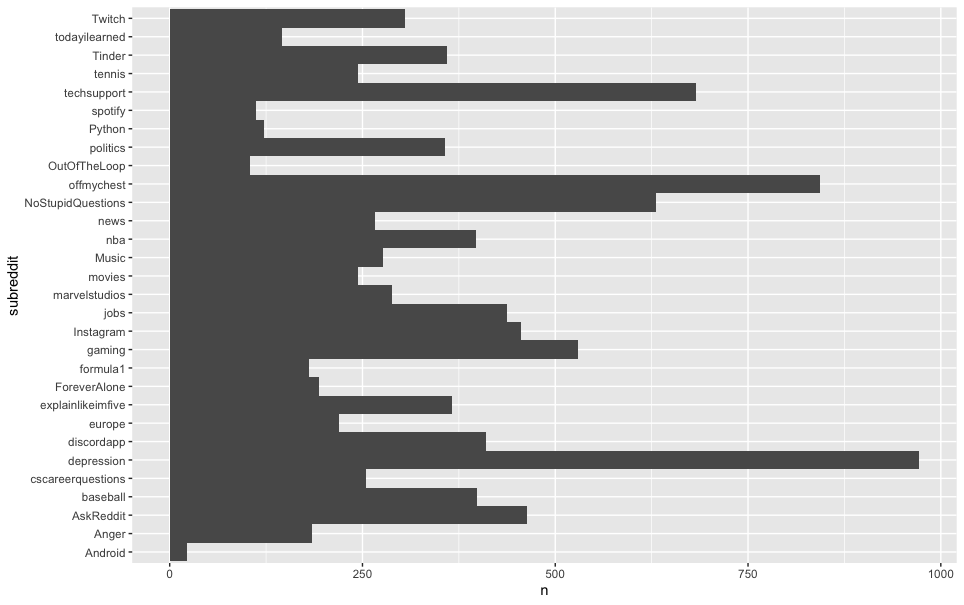 Twitch
todayilearned
Tinder
tennis
techsupport
spotify
Python
politics
OutOfTheLoop
offmychest
NoStupidQuestions
news
nba
Music
movies
marvelstudios
jobs
Instagram
gaming
formula1
ForeverAlone
explainlikeimfive
europe
discordapp
depression
cscareerquestions
baseball
AskReddit
Anger
Android
subreddit
0 250 500 750 1000
n